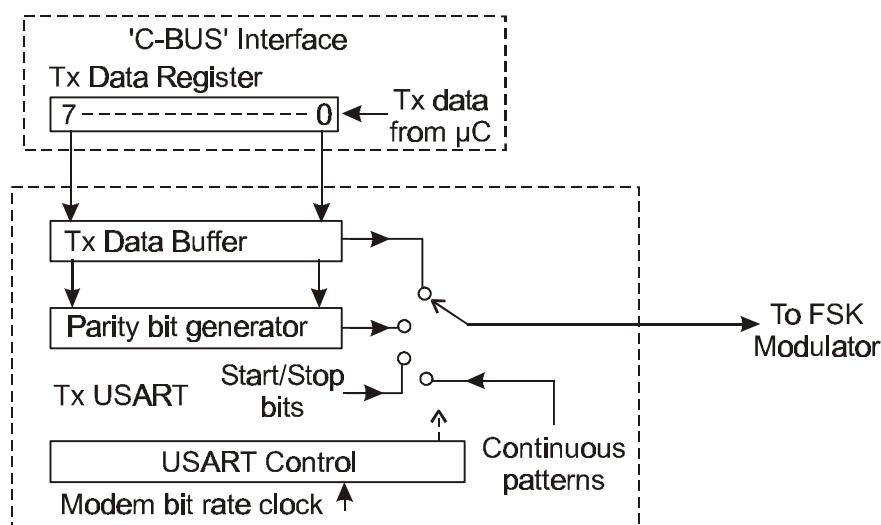 'C-BUS' Interface
Tx Data Register
7 0
Tx data
from µC
Tx Data Buffer
Parity bit generator
To FSK
Modulator
Start/Stop
bits
Tx USART
Continuous
patterns
USART Control
Modem bit rate clock